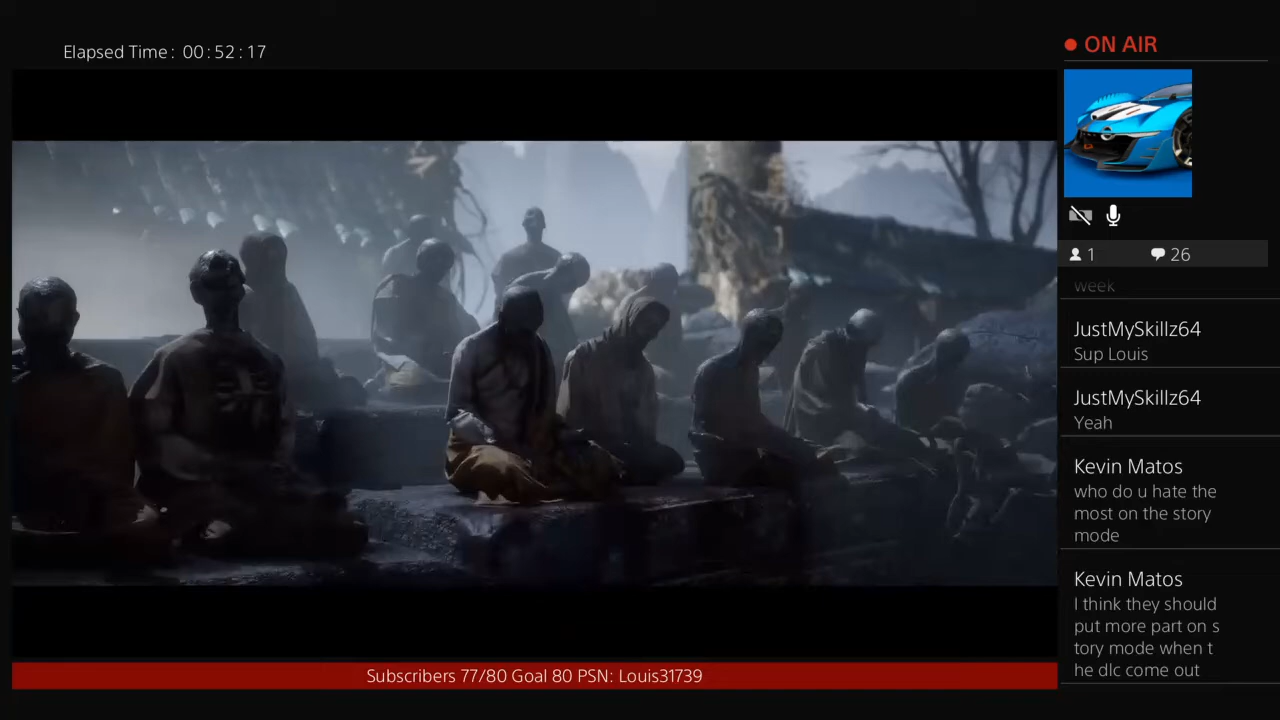 Elapsed Time: 00:52:17
ON AIR
1
26
week
JustMySkillz64
Sup Louis
JustMySkillz64
Yeah
Kevin Matos
who do u hate the
most on the story
mode
Kevin Matos
I think they should
put more part on s
tory mode when t
he dlc come out
Subscribers 77/80 Goal 80 PSN: Louis31739